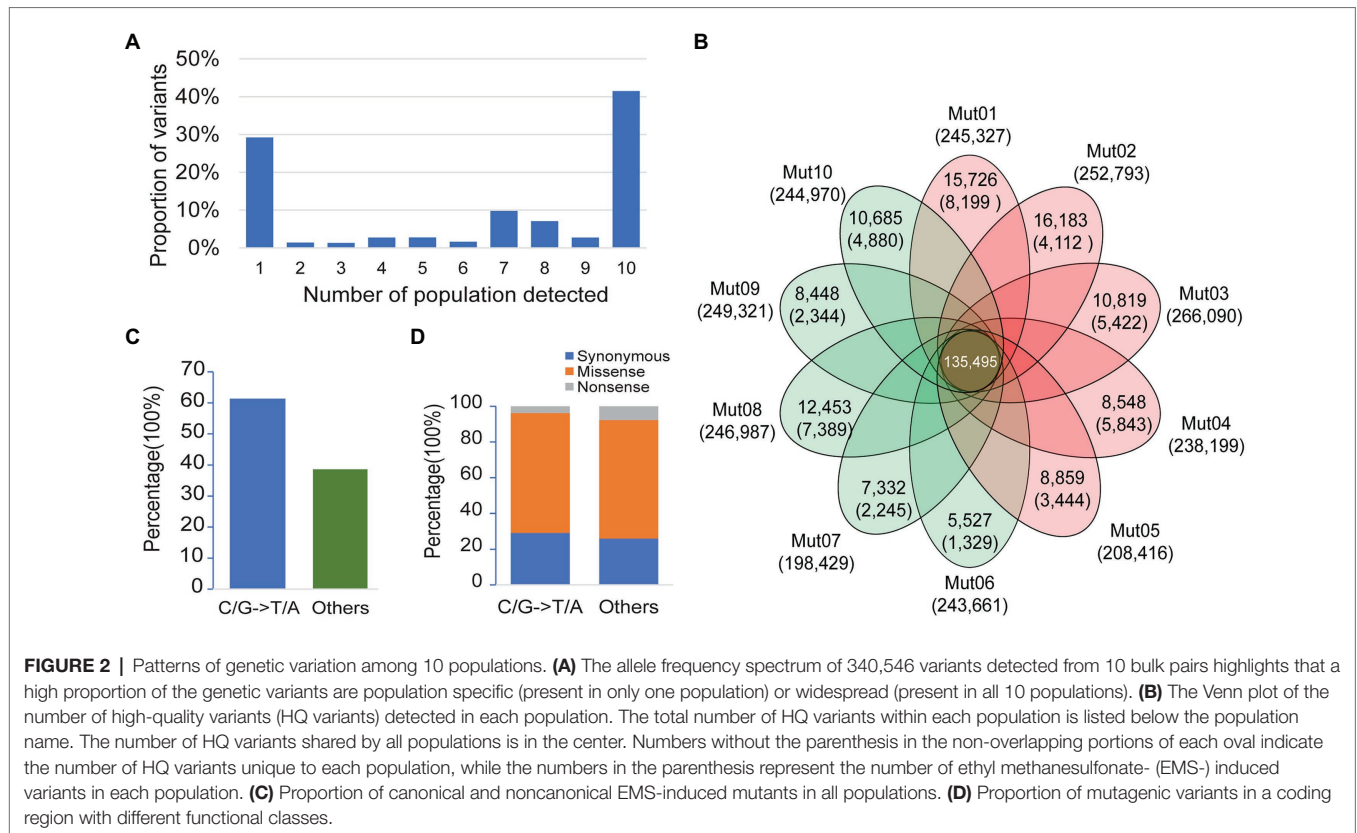 A
50%
40%
30%
20%
10%
0%
Proportion of variants
1 2 3 4 5 6 7 8 9 10
Number of population detected
B
Mut01
(245,327)
15,726
(8,199 )
Mut02
(252,793)
16,183
(4,112 )
Mut03
(266,090)
10,819
(5,422)
Mut04
(238,199)
8,548
(5,843)
Mut05
(208,416)
8,859
(3,444)
Mut06
(243,661)
5,527
(1,329)
Mut07
(198,429)
7,332
(2,245)
Mut08
(246,987)
12,453
(7,389)
Mut09
(249,321)
8,448
(2,344)
Mut10
(244,970)
10,685
(4,880)
135,495
C
70
60
50
40
30
20
10
0
Percentage(100%)
C/G->T/A Others
D
Synonymous
Missense
Nonsense
100
80
60
40
20
0
Percentage(100%)
C/G->T/A Others
FIGURE 2 | Patterns of genetic variation among 10 populations. (A) The allele frequency spectrum of 340,546 variants detected from 10 bulk pairs highlights that a
high proportion of the genetic variants are population specific (present in only one population) or widespread (present in all 10 populations). (B) The Venn plot of the
number of high-quality variants (HQ variants) detected in each population. The total number of HQ variants within each population is listed below the population
name. The number of HQ variants shared by all populations is in the center. Numbers without the parenthesis in the non-overlapping portions of each oval indicate
the number of HQ variants unique to each population, while the numbers in the parenthesis represent the number of ethyl methanesulfonate- (EMS-) induced
variants in each population. (C) Proportion of canonical and noncanonical EMS-induced mutants in all populations. (D) Proportion of mutagenic variants in a coding
region with different functional classes.